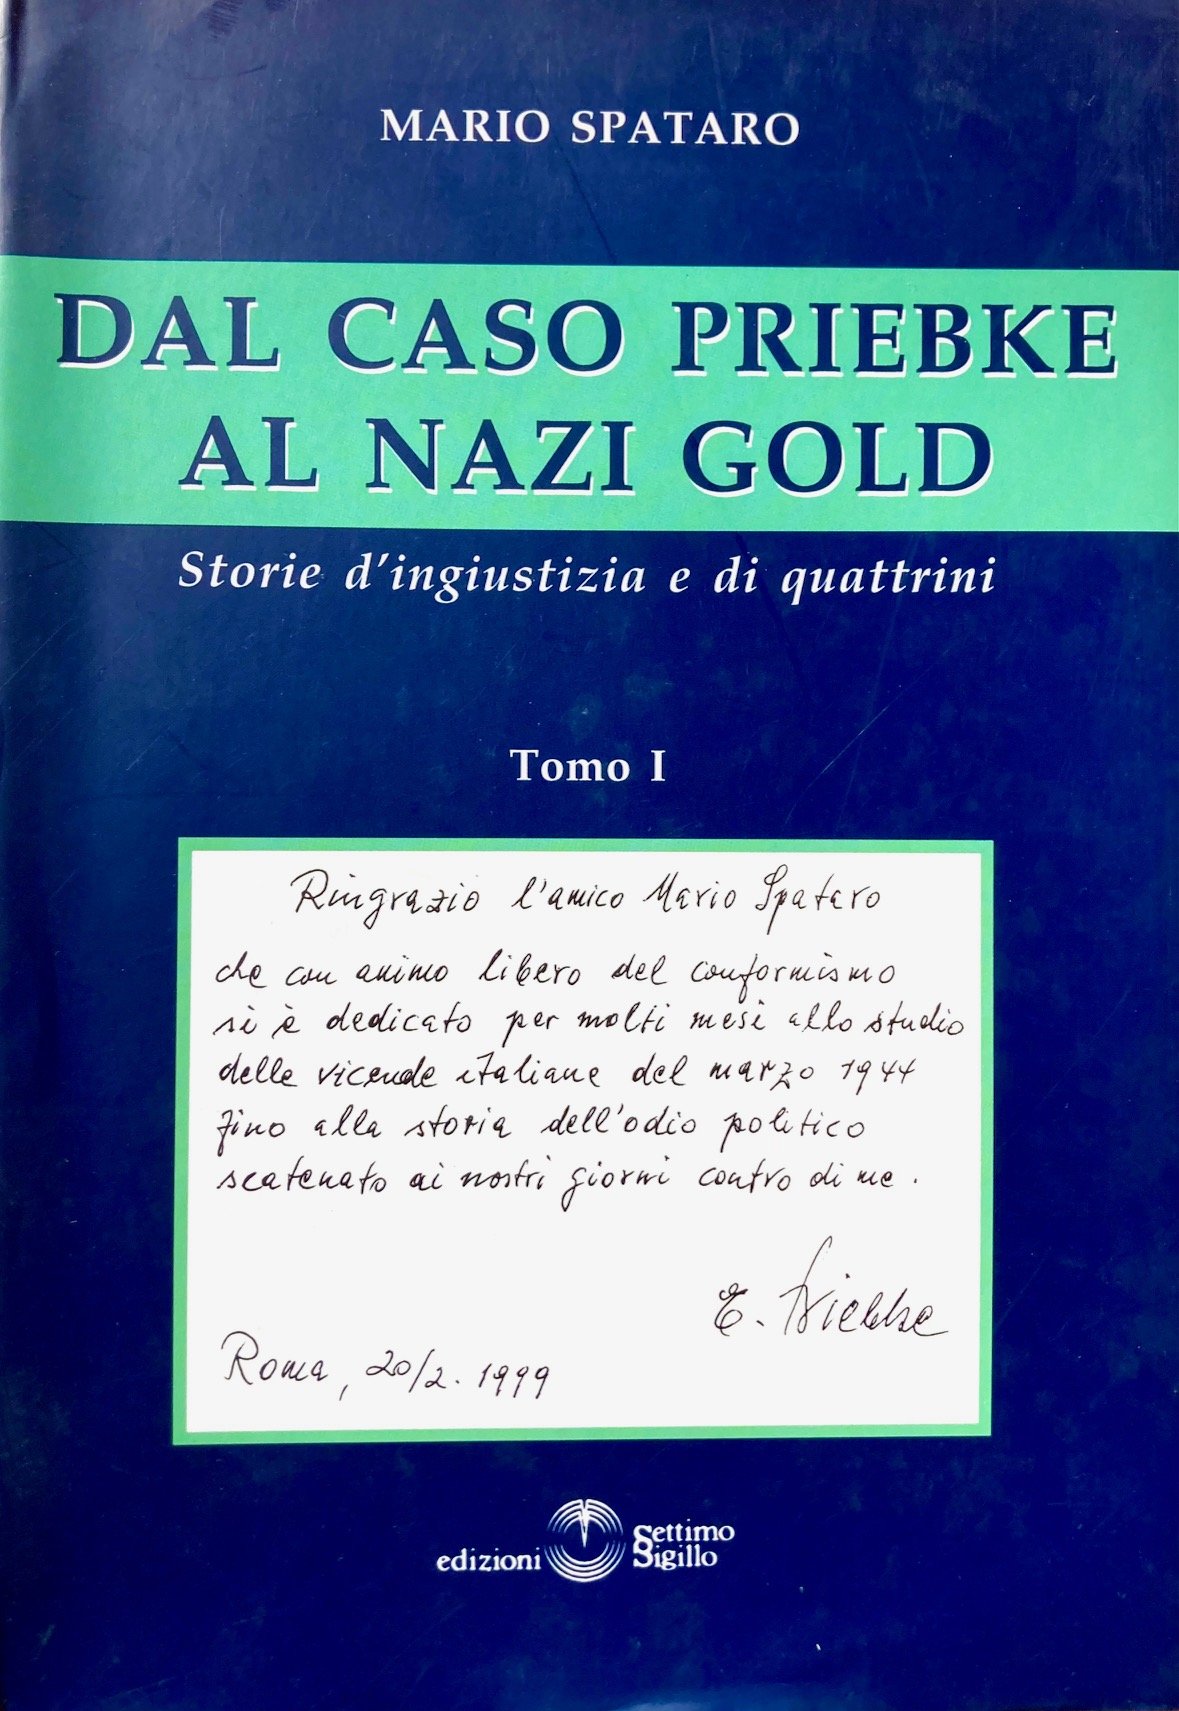 MARIO SPATARO
DAL CASO PRIEBKE
AL NAZI GOLD
Storie d'ingiustizia e di quattrini
Tomo I
Ringrazio l'amico Mario Spataro
che con animo libero del conformismo
si è dedicato per molti mesi allo studio
delle vicende italiane del marzo 1944
fino alla storia dell'odio politico
scatenato ai nostri giorni contro di me.
E. Priebke
Roma, 20/2. 1999
edizioni Settimo
Sigillo